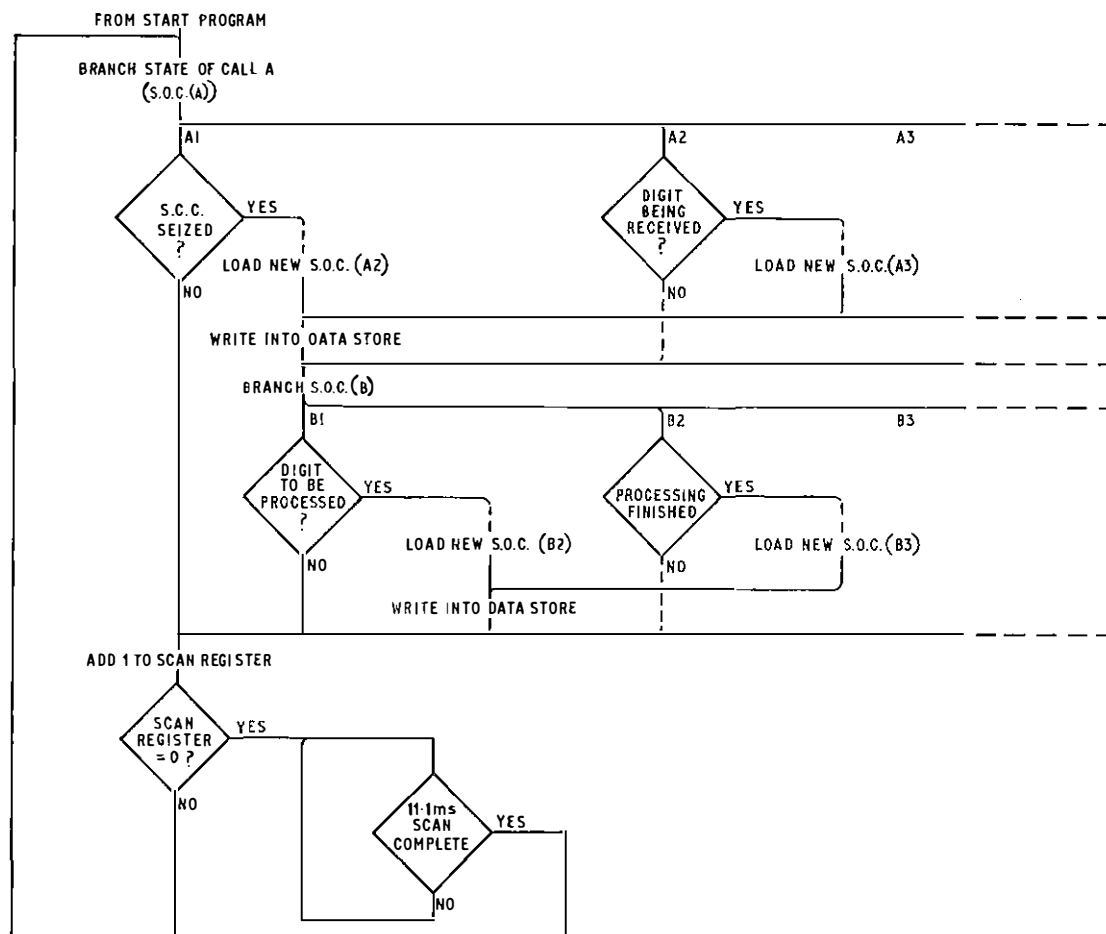 FROM START PROGRAM
BRANCH STATE OF CALL A
(S.O.C.(A))
A1
A2
A3
S.C.C.
SEIZED
?
YES
NO
LOAD NEW S.O.C.(A2)
DIGIT
BEING
RECEIVED
?
YES
NO
LOAD NEW S.O.C.(A3)
WRITE INTO DATA STORE
BRANCH S.O.C.(B)
B1
B2
B3
DIGIT
TO BE
PROCESSED
?
YES
NO
LOAD NEW S.O.C.(B2)
PROCESSING
FINISHED
YES
NO
LOAD NEW S.O.C.(B3)
WRITE INTO DATA STORE
ADD 1 TO SCAN REGISTER
SCAN
REGISTER
=0?
YES
NO
11·1ms
SCAN
COMPLETE
YES
NO